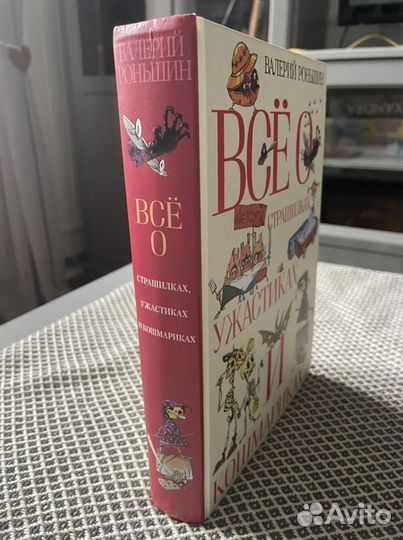 ВАЛЕРИЙ
РОНЬШИН
ВСЁ
О
СТРАШИЛКАХ,
УЖАСТИКАХ
И КОШМАРИКАХ
ВАЛЕРИЙ РОНЬШИН
ВСЁ О
СТРАШИЛКАХ,
УЖАСТИКАХ
И
Avito